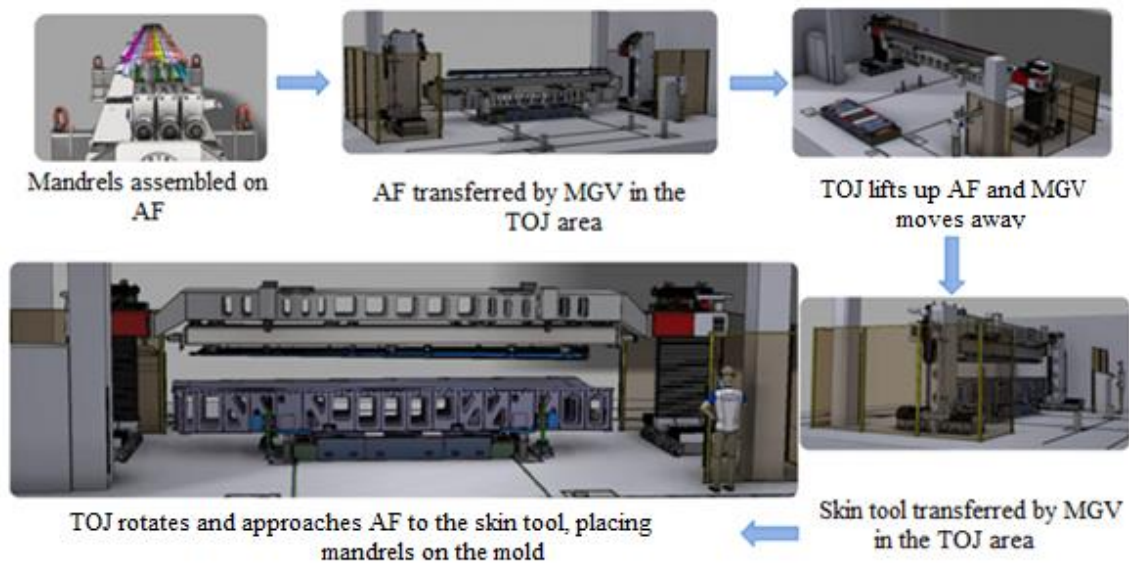 Mandrels assembled on
AF
AF transferred by MGV in the
TOJ area
TOJ lifts up AF and MGV
moves away
Skin tool transferred by MGV
in the TOJ area
TOJ rotates and approaches AF to the skin tool, placing
mandrels on the mold